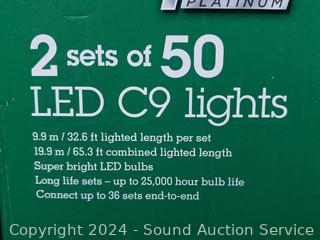 PLATINUM
2 sets of 50
LED C9 lights
9.9 m / 32.6 ft lighted length per set
19.9 m / 65.3 ft combined lighted length
Super bright LED bulbs
Long life sets – up to 25,000 hour bulb life
Connect up to 36 sets end-to-end
Copyright 2024 - Sound Auction Service